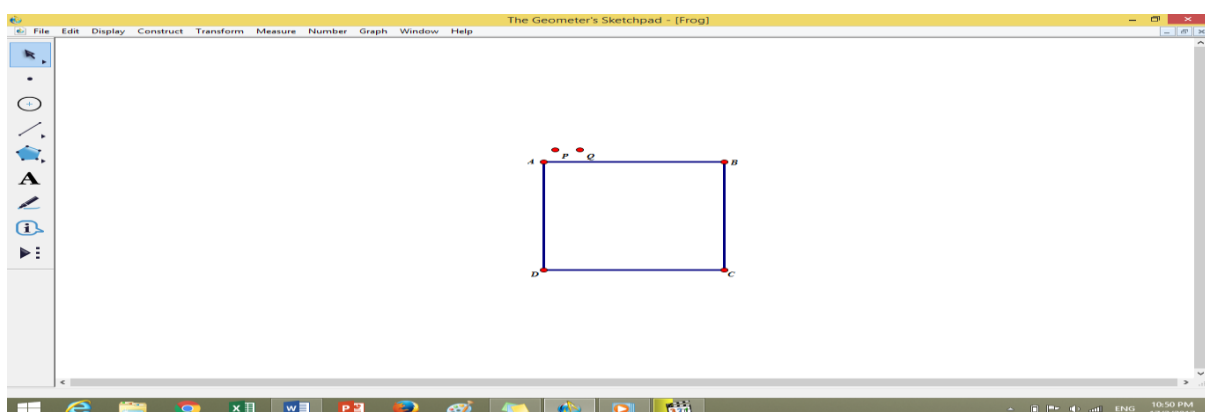 The Geometer's Sketchpad - [Frog]
File Edit Display Construct Transform Measure Number Graph Window Help
A
P Q
A B
D C
ENG 10:50 PM